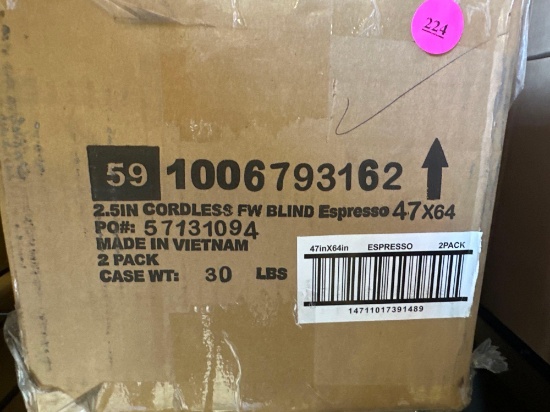 224
59 1006793162
2.5IN CORDLESS FW BLIND Espresso 47X64
PO#: 57131094
MADE IN VIETNAM
2 PACK
CASE WT: 30 LBS
47inX64in ESPRESSO 2PACK
14711017391489